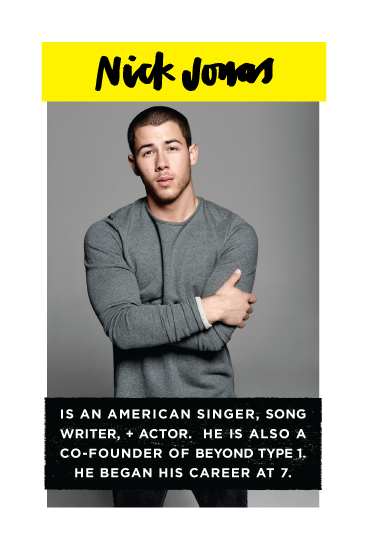 Nick Jonas
IS AN AMERICAN SINGER, SONG
WRITER, + ACTOR. HE IS ALSO A
CO-FOUNDER OF BEYOND TYPE 1.
HE BEGAN HIS CAREER AT 7.